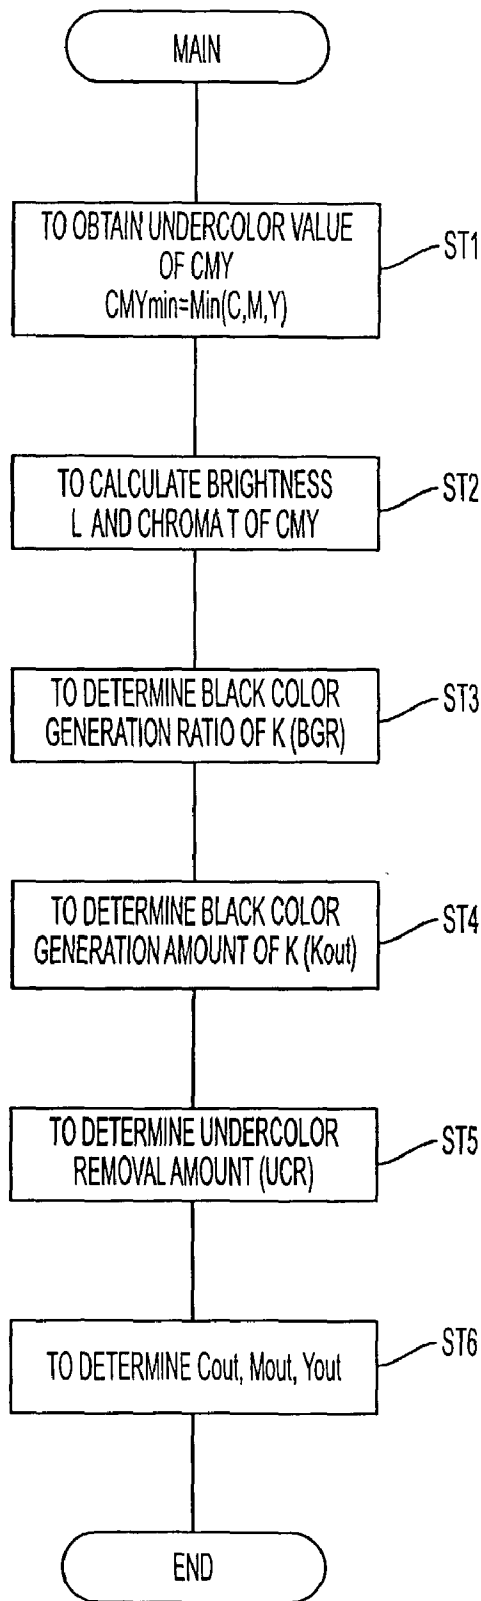 MAIN
TO OBTAIN UNDERCOLOR VALUE
OF CMY
CMYmin=Min(C,M,Y)
ST1
TO CALCULATE BRIGHTNESS
L AND CHROMA T OF CMY
ST2
TO DETERMINE BLACK COLOR
GENERATION RATIO OF K (BGR)
ST3
TO DETERMINE BLACK COLOR
GENERATION AMOUNT OF K (Kout)
ST4
TO DETERMINE UNDERCOLOR
REMOVAL AMOUNT (UCR)
ST5
TO DETERMINE Cout, Mout, Yout
ST6
END